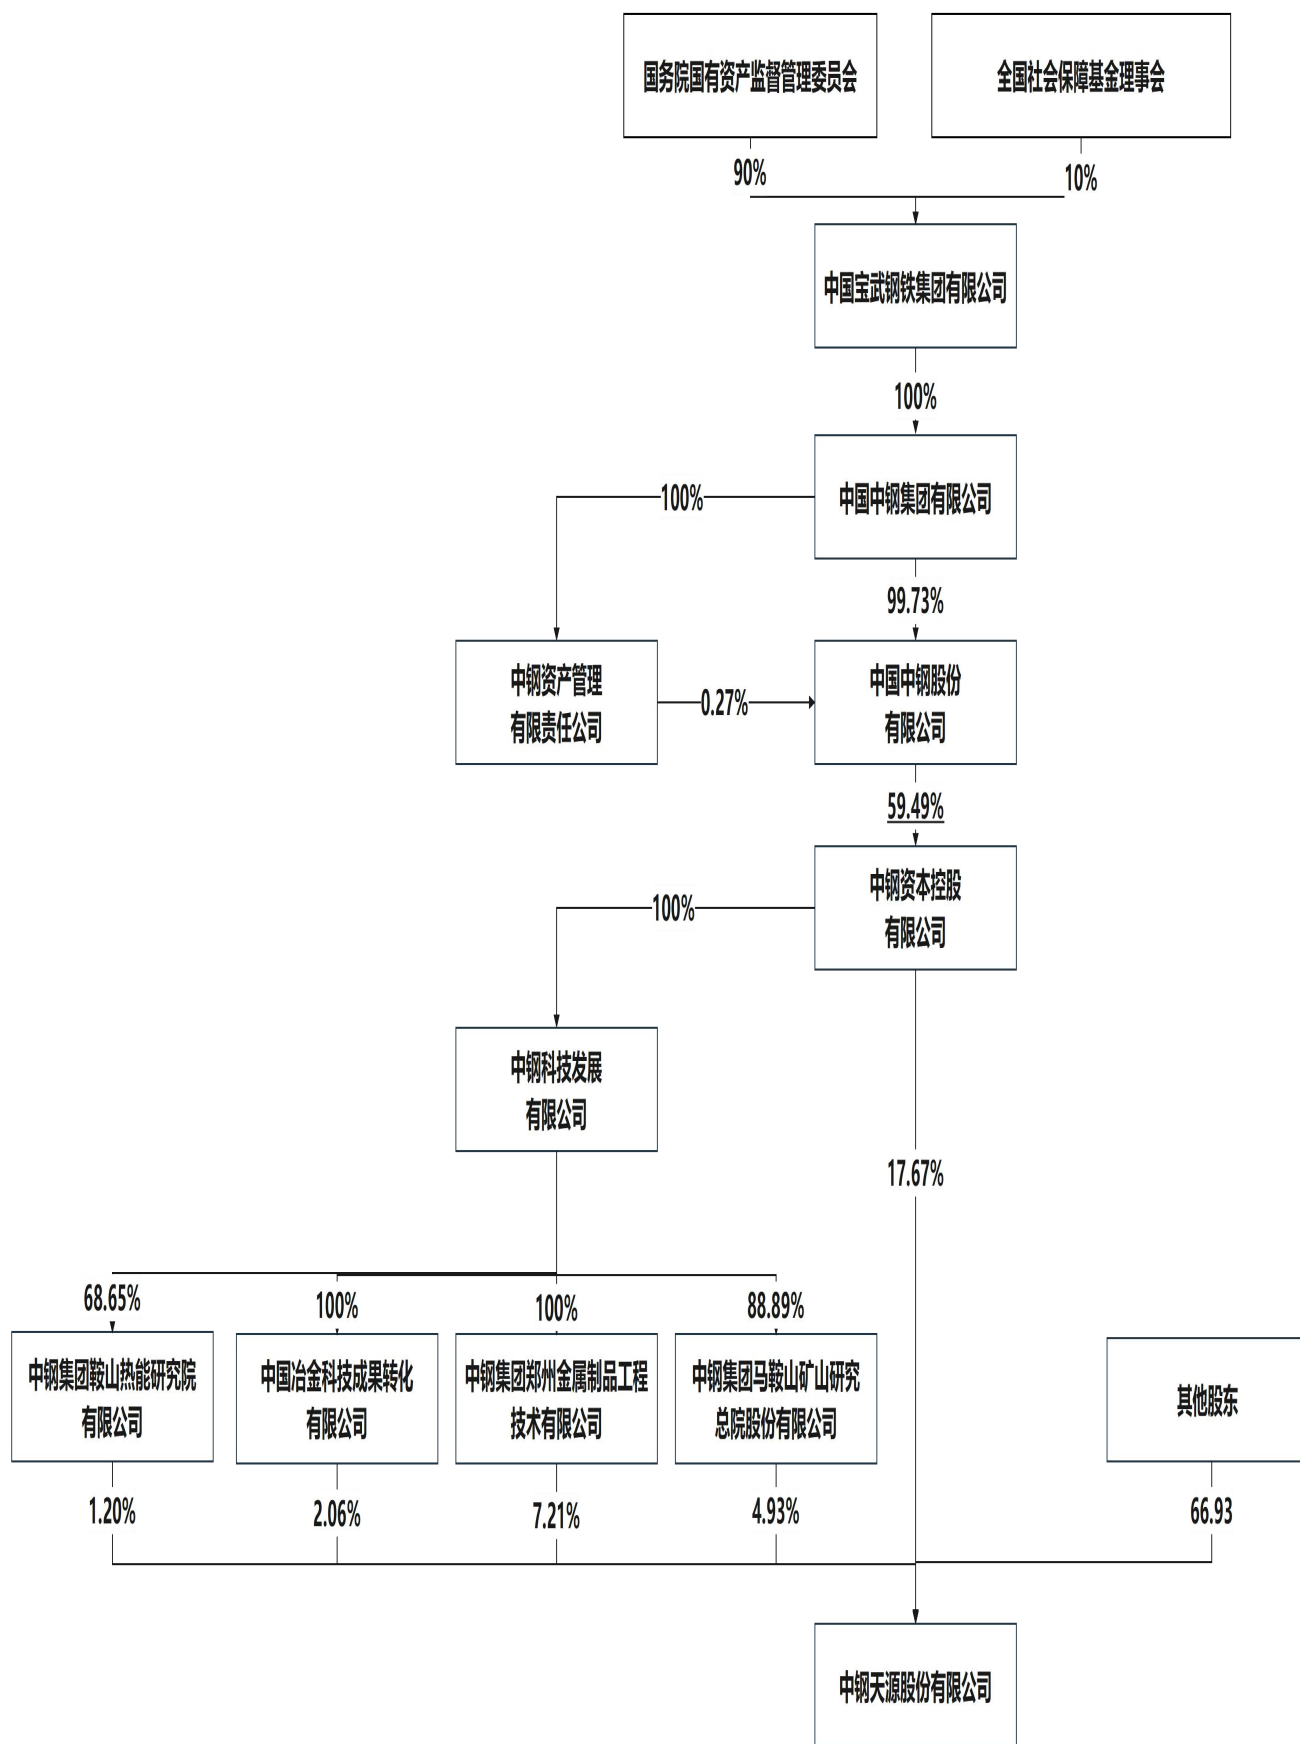 国务院国有资产监督管理委员会
全国社会保障基金理事会
90%
10%
中国宝武钢铁集团有限公司
100%
中国中钢集团有限公司
100%
99.73%
中钢资产管理
有限责任公司
0.27%
中国中钢股份
有限公司
59.49%
中钢资本控股
有限公司
100%
中钢科技发展
有限公司
17.67%
68.65%
100%
100%
88.89%
中钢集团鞍山热能研究院
有限公司
中国冶金科技成果转化
有限公司
中钢集团郑州金属制品工程
技术有限公司
中钢集团马鞍山矿山研究
总院股份有限公司
其他股东
1.20%
2.06%
7.21%
4.93%
66.93
中钢天源股份有限公司